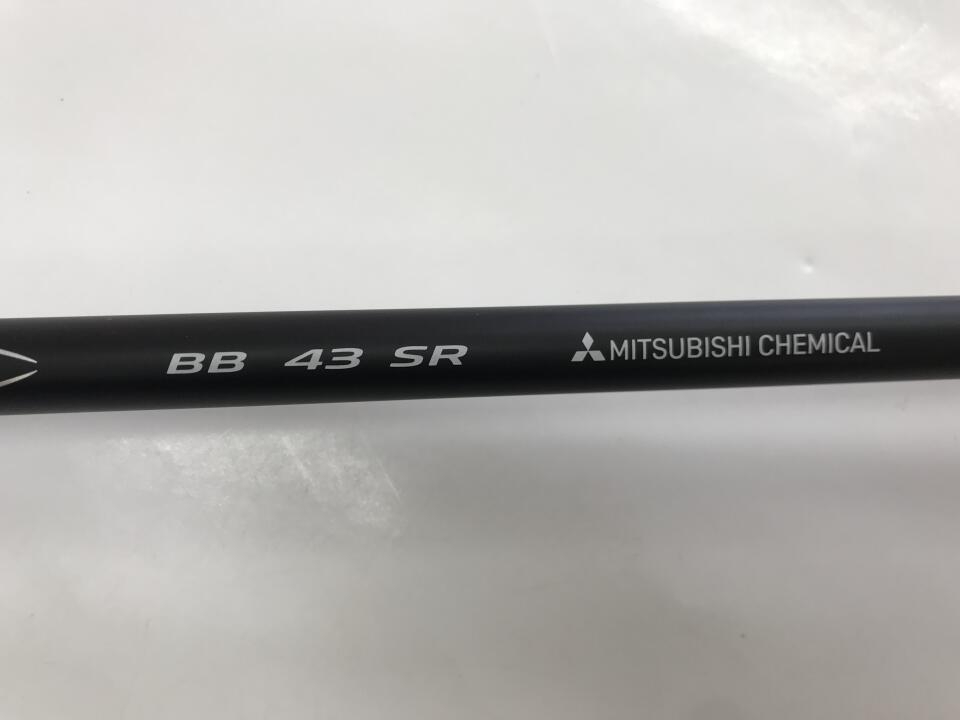 BB 43 SR MITSUBISHI CHEMICAL